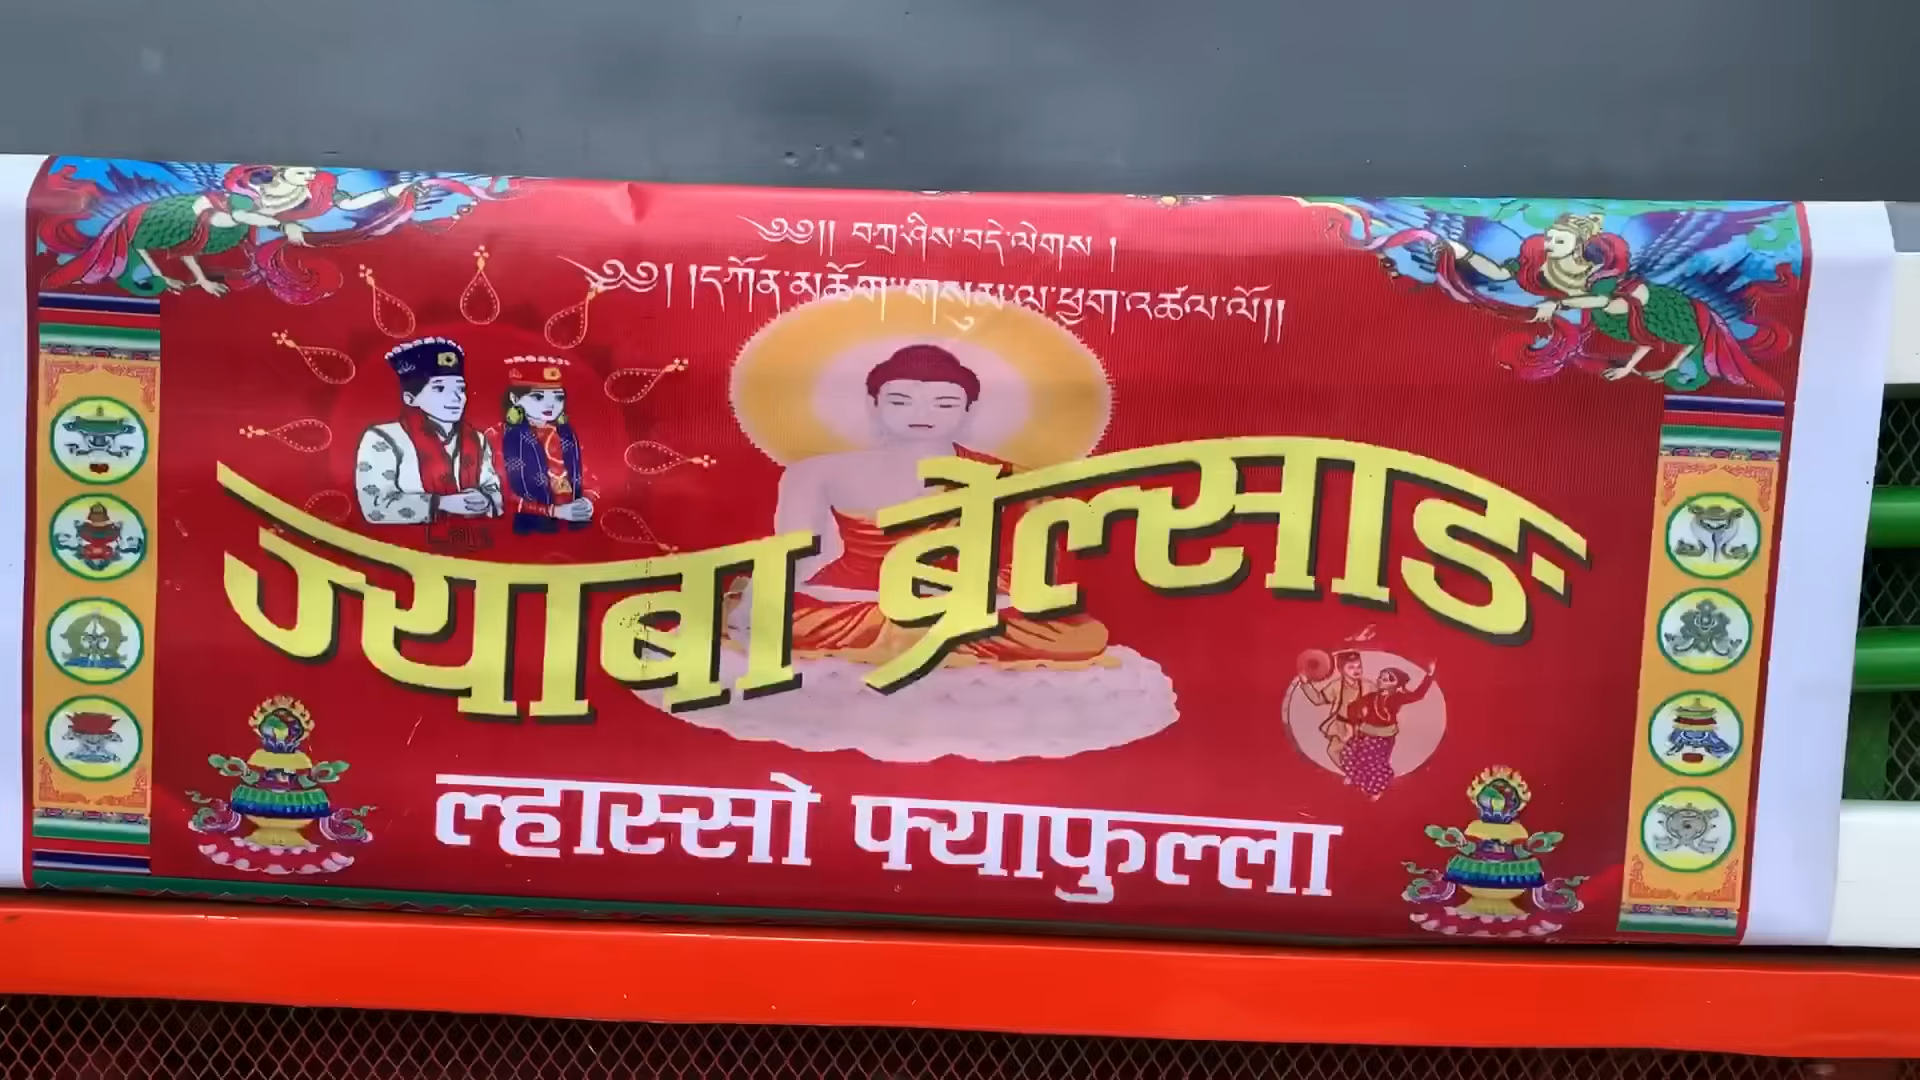 ༄༅།། བཀྲ་ཤིས་བདེ་ལེགས །
༄༅། །དཀོན་མཆོག་གསུམ་ལ་ཕྱག་འཚལ་ལོ།།
ज्याबा ब्रेल्साङ
ल्हास्सो फ्याफुल्ला